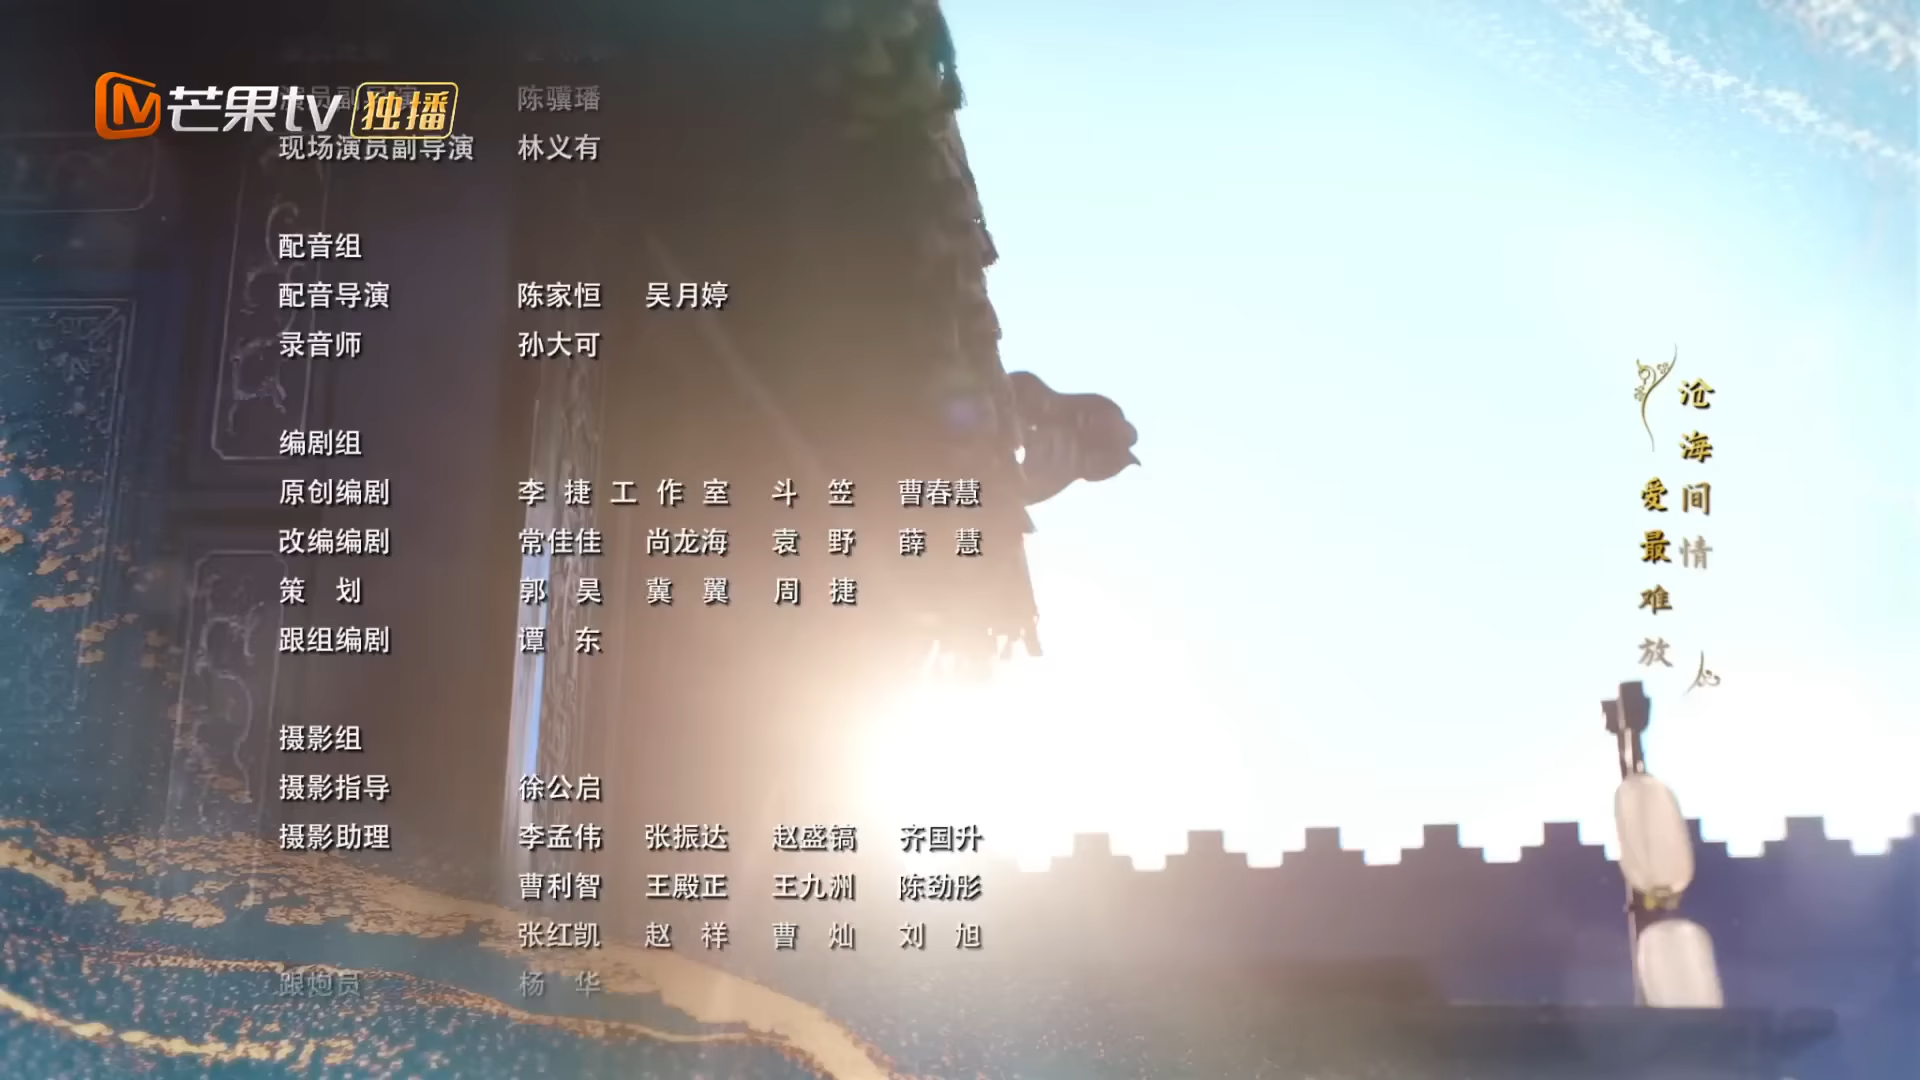 芒果tv 独播
演员副导演 陈骥璠
现场演员副导演 林义有
配音组
配音导演 陈家恒 吴月婷
录音师 孙大可
编剧组
原创编剧 李捷工作室 斗笠 曹春慧
改编编剧 常佳佳 尚龙海 袁野 薛慧
策划 郭昊 冀翼 周捷
跟组编剧 谭东
摄影组
摄影指导 徐公启
摄影助理 李孟伟 张振达 赵盛镐 齐国升
曹利智 王殿正 王九洲 陈劲彤
张红凯 赵祥 曹灿 刘旭
跟炮员 杨华
沧海间情
爱最难放